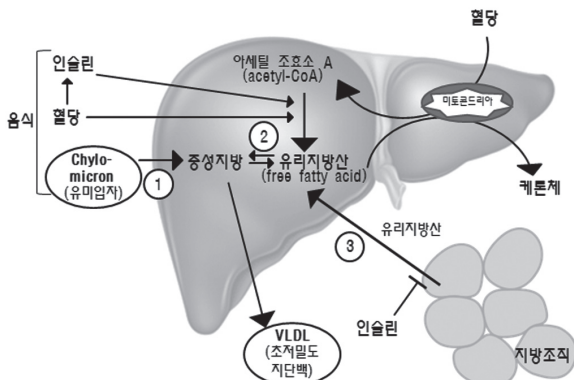 음식
인슐린
혈당
Chylo-
micron
(유미입자)
1
중성지방
아세틸 조효소 A
(acetyl-CoA)
2
유리지방산
(free fatty acid)
VLDL
(초저밀도
지단백)
혈당
미토콘드리아
케톤체
유리지방산
3
인슐린
지방조직